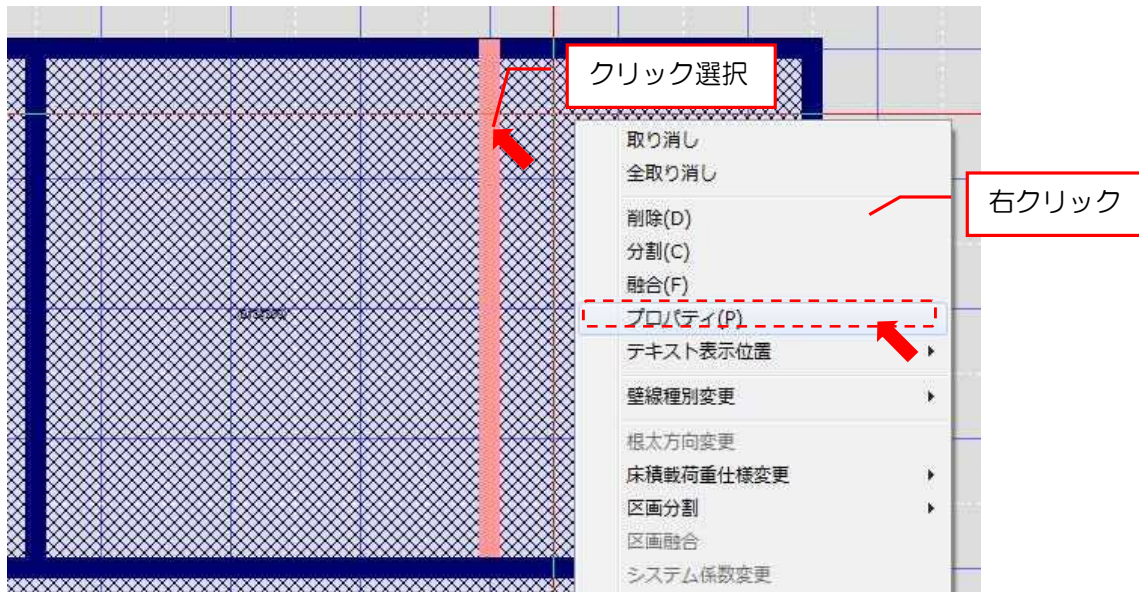 クリック選択
取り消し
全取り消し
右クリック
削除(D)
分割(C)
融合(F)
プロパティ(P)
テキスト表示位置
壁線種別変更
根太方向変更
床積載荷重仕様変更
区画分割
区画融合
システム係数変更